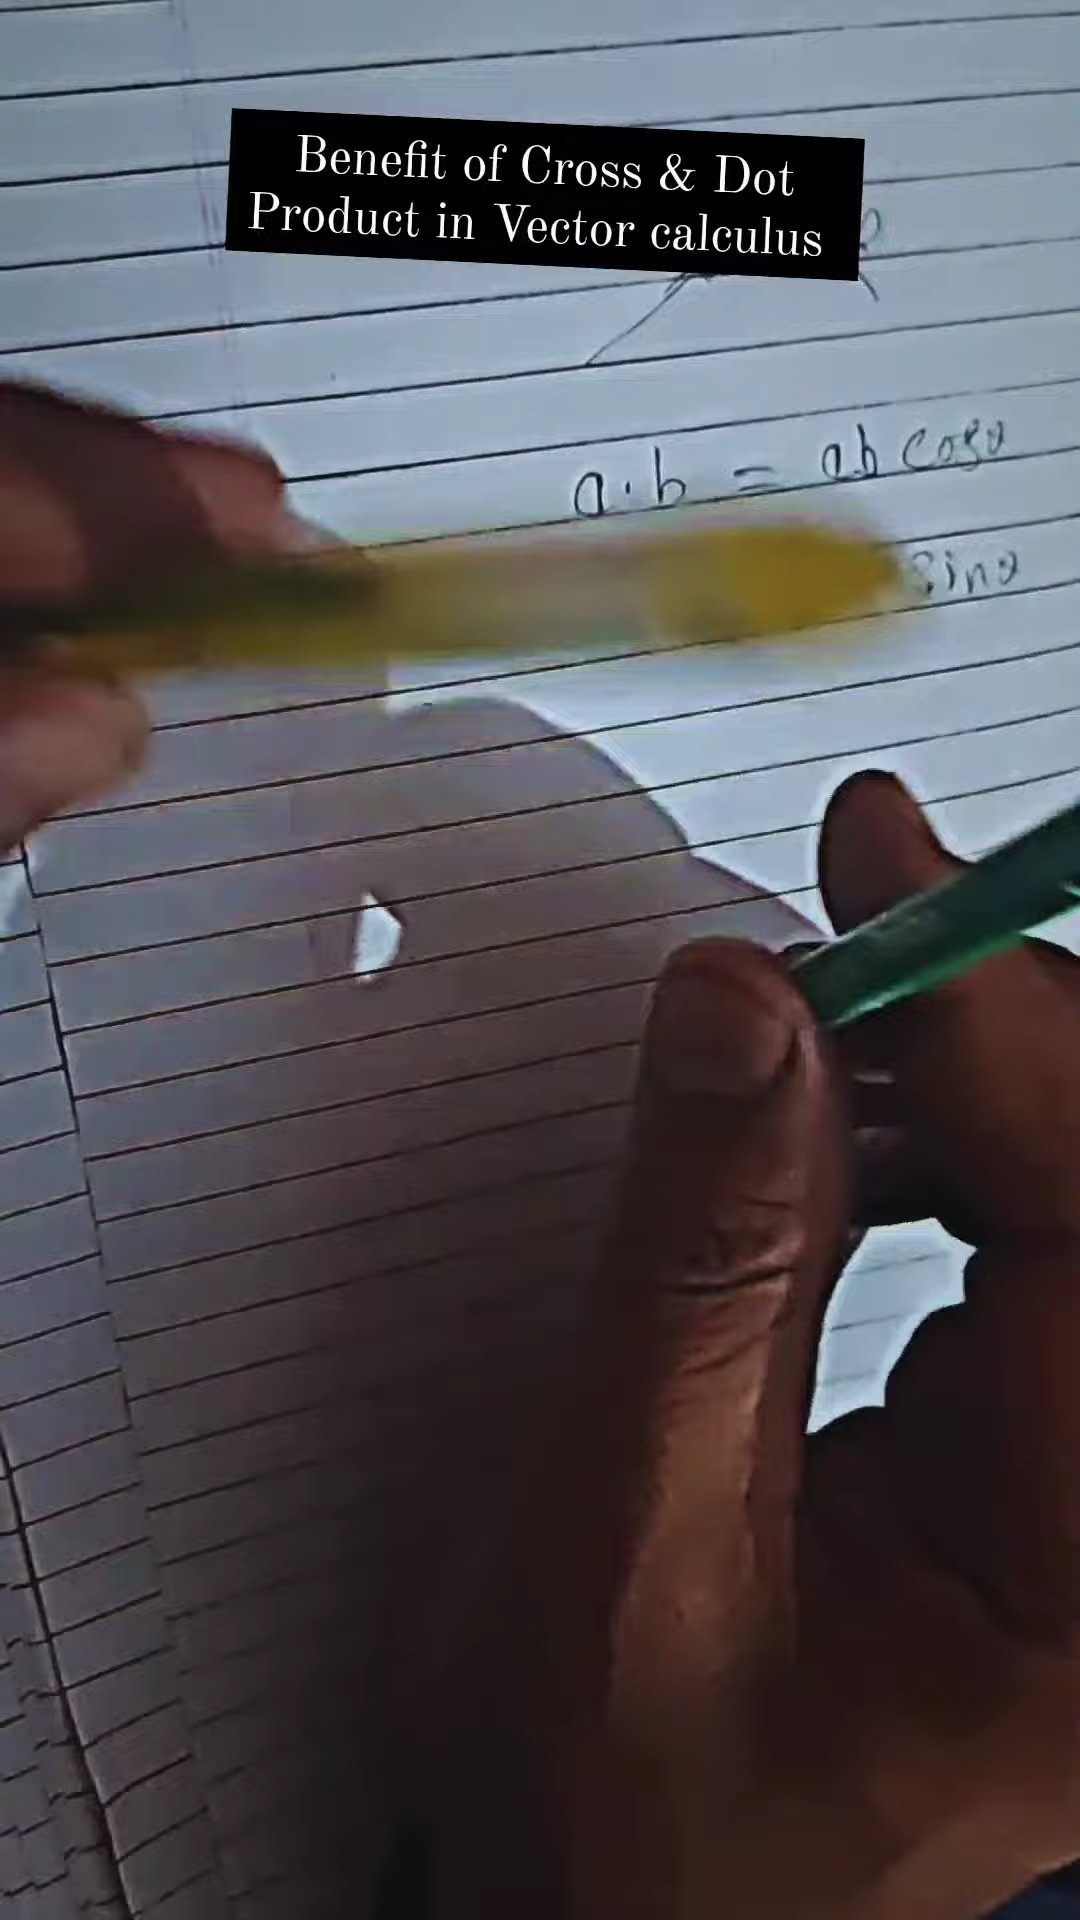 Benefit of Cross & Dot
Product in Vector calculus
a·b = ab cosθ
sinθ